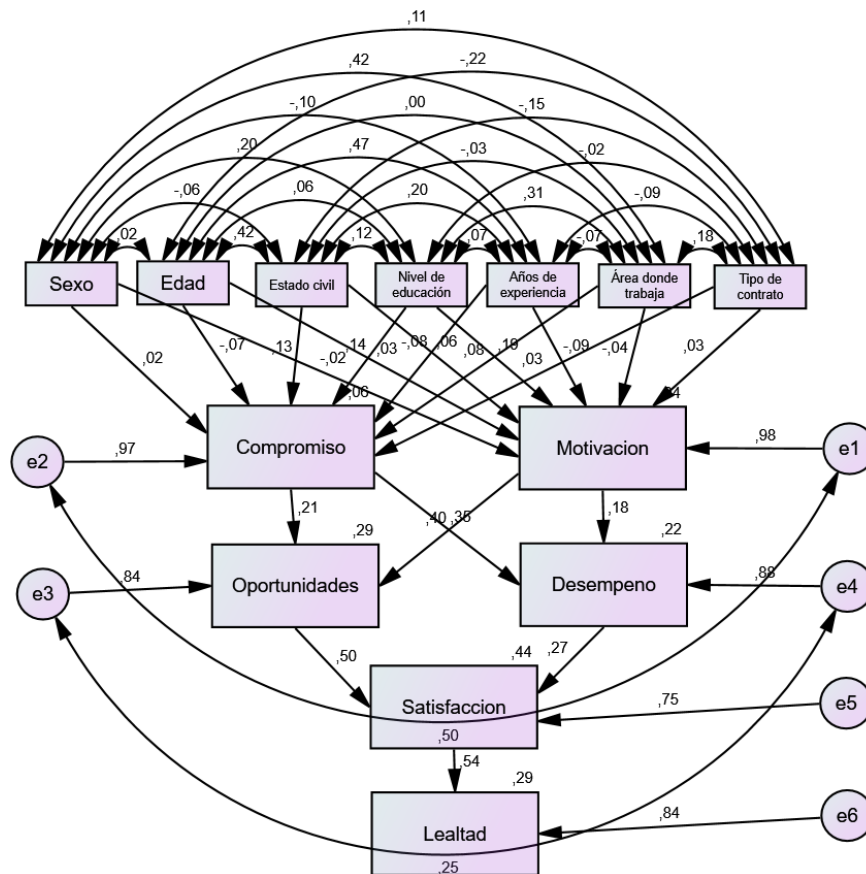 ,11
,42
-,22
-,10
,00
-,15
,20
,47
-,03
-,02
-,06
,06
,20
,31
-,09
,02
,42
,12
,07
-,07
,18
Sexo
Edad
Estado civil
Nivel de
educación
Años de
experiencia
Área donde
trabaja
Tipo de
contrato
,02
-,07
,13
-,02
,14
,03
-,08
,06
,08
,03
-,09
-,04
,03
,06
Compromiso
Motivacion
e2
,97
,98
e1
,21
,29
,40
,35
,18
,22
Oportunidades
Desempeno
e3
,84
,88
e4
,50
,44
,27
Satisfaccion
,75
e5
,50
,54
,29
Lealtad
,84
e6
,25